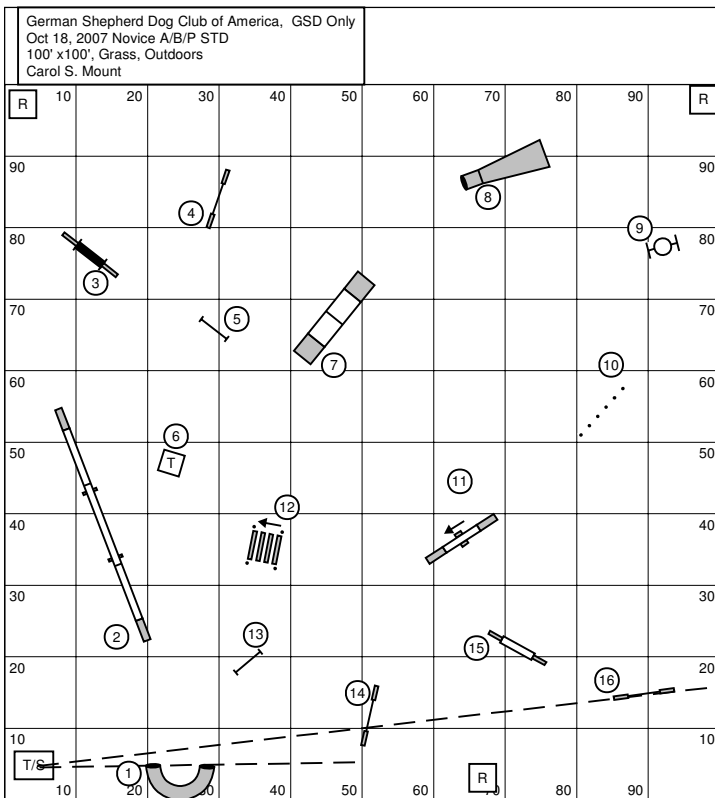 German Shepherd Dog Club of America, GSD Only
Oct 18, 2007 Novice A/B/P STD
100' x100', Grass, Outdoors
Carol S. Mount
R 10 20 30 40 50 60 70 80 90 R
90 90
8
4
80 9 80
3
70 5 70
7
60 10 60
6
50 T 50
11
12
40 40
30 30
2 13 15
20 20
14 16
10 10
T/S 1 R
10 20 30 40 50 60 70 80 90